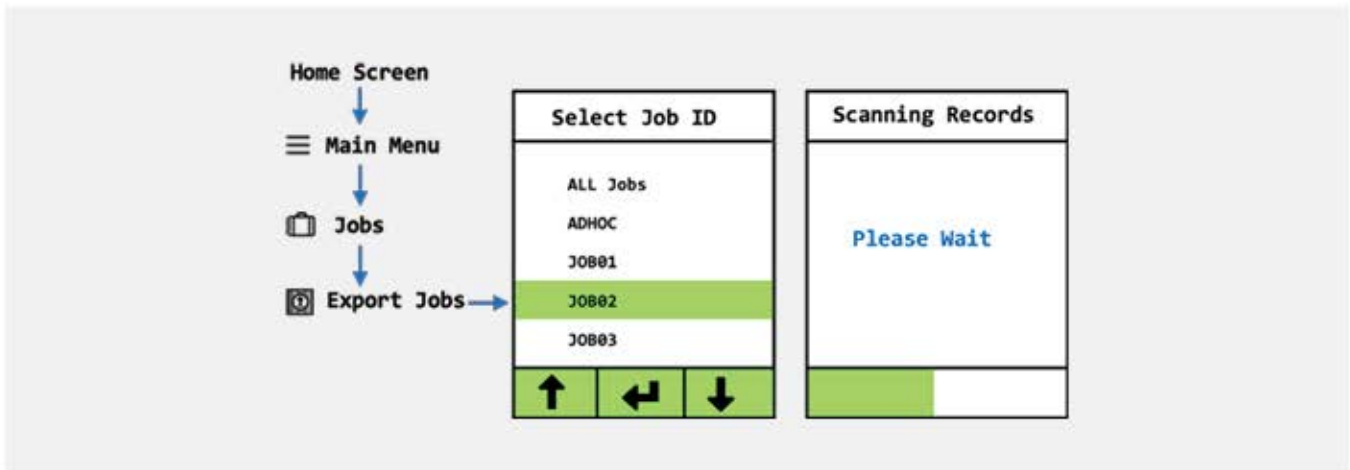 Home Screen
Main Menu
Jobs
Export Jobs
Select Job ID
ALL Jobs
ADHOC
JOB01
JOB02
JOB03
Scanning Records
Please Wait